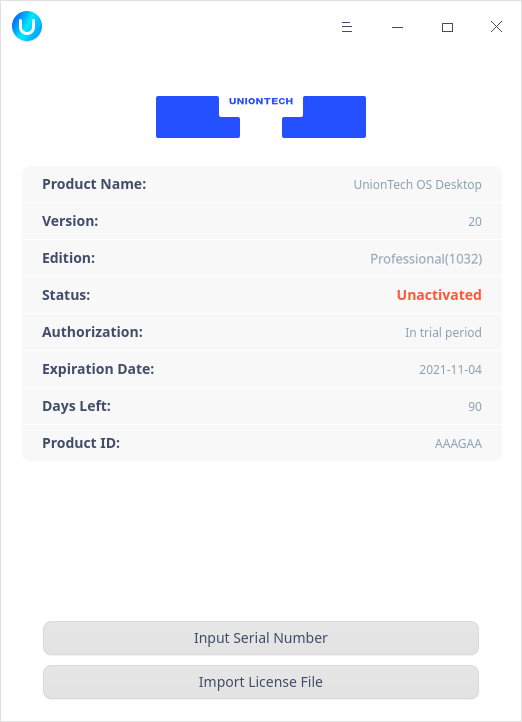 UNIONTECH
Product Name: UnionTech OS Desktop
Version: 20
Edition: Professional(1032)
Status: Unactivated
Authorization: In trial period
Expiration Date: 2021-11-04
Days Left: 90
Product ID: AAAGAA
Input Serial Number
Import License File